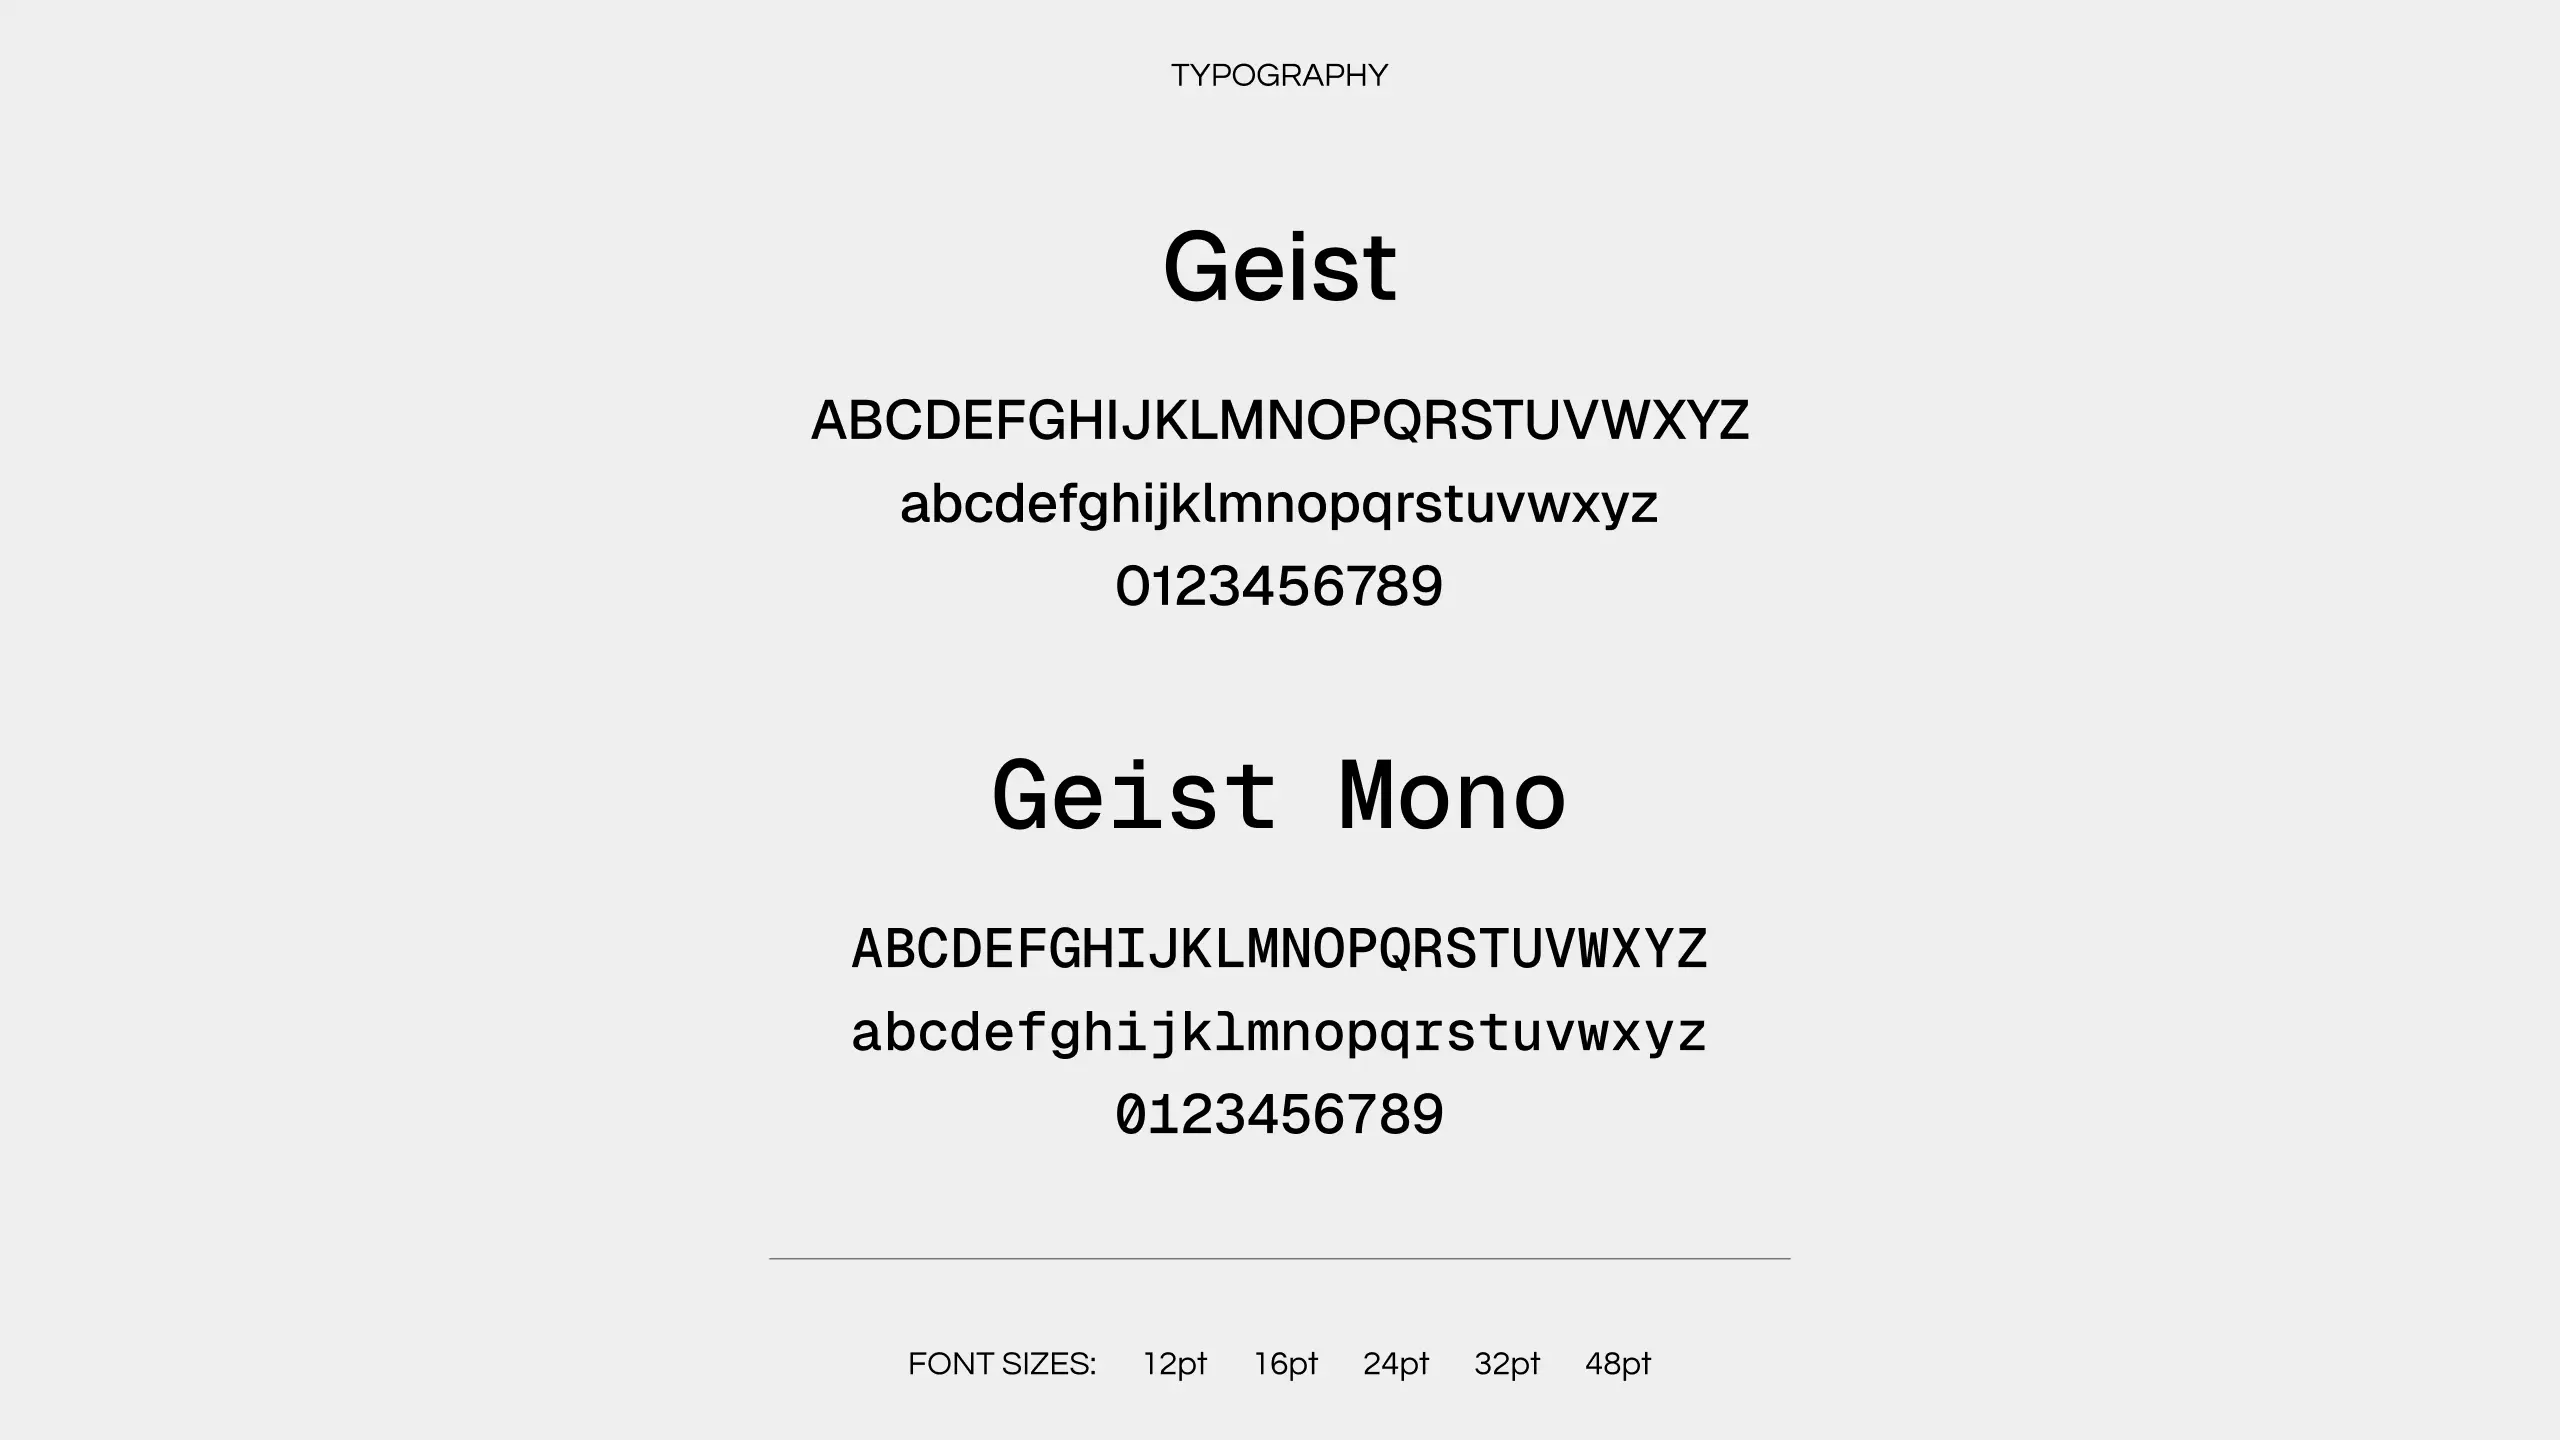 TYPOGRAPHY
Geist
ABCDEFGHIJKLMNOPQRSTUVWXYZ
abcdefghijklmnopqrstuvwxyz
0123456789
Geist Mono
ABCDEFGHIJKLMNOPQRSTUVWXYZ
abcdefghijklmnopqrstuvwxyz
0123456789
FONT SIZES: 12pt 16pt 24pt 32pt 48pt